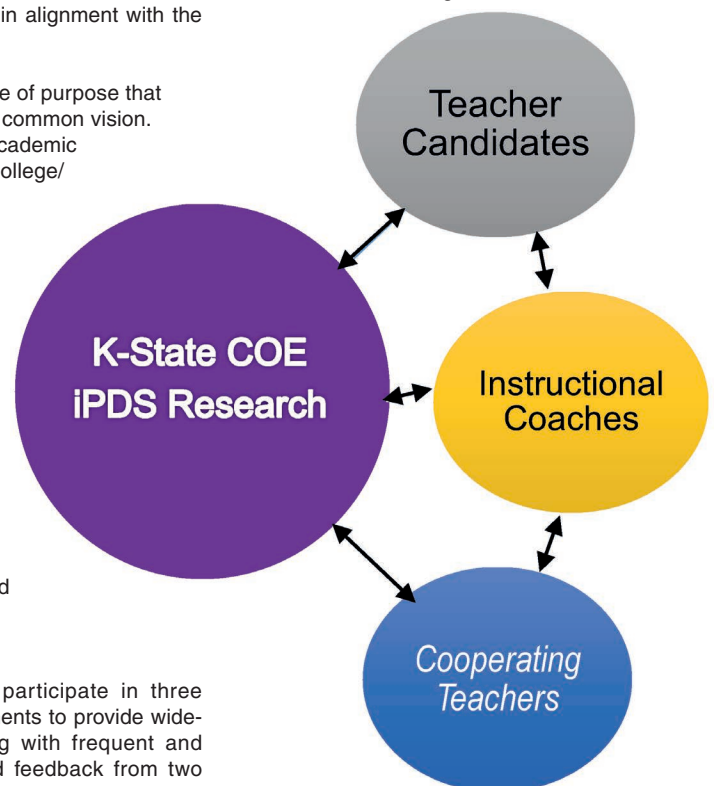 in alignment with the
e of purpose that
common vision.
cademic
ollege/
d
participate in three
ents to provide wide-
g with frequent and
d feedback from two
Teacher
Candidates
K-State COE
iPDS Research
Instructional
Coaches
Cooperating
Teachers